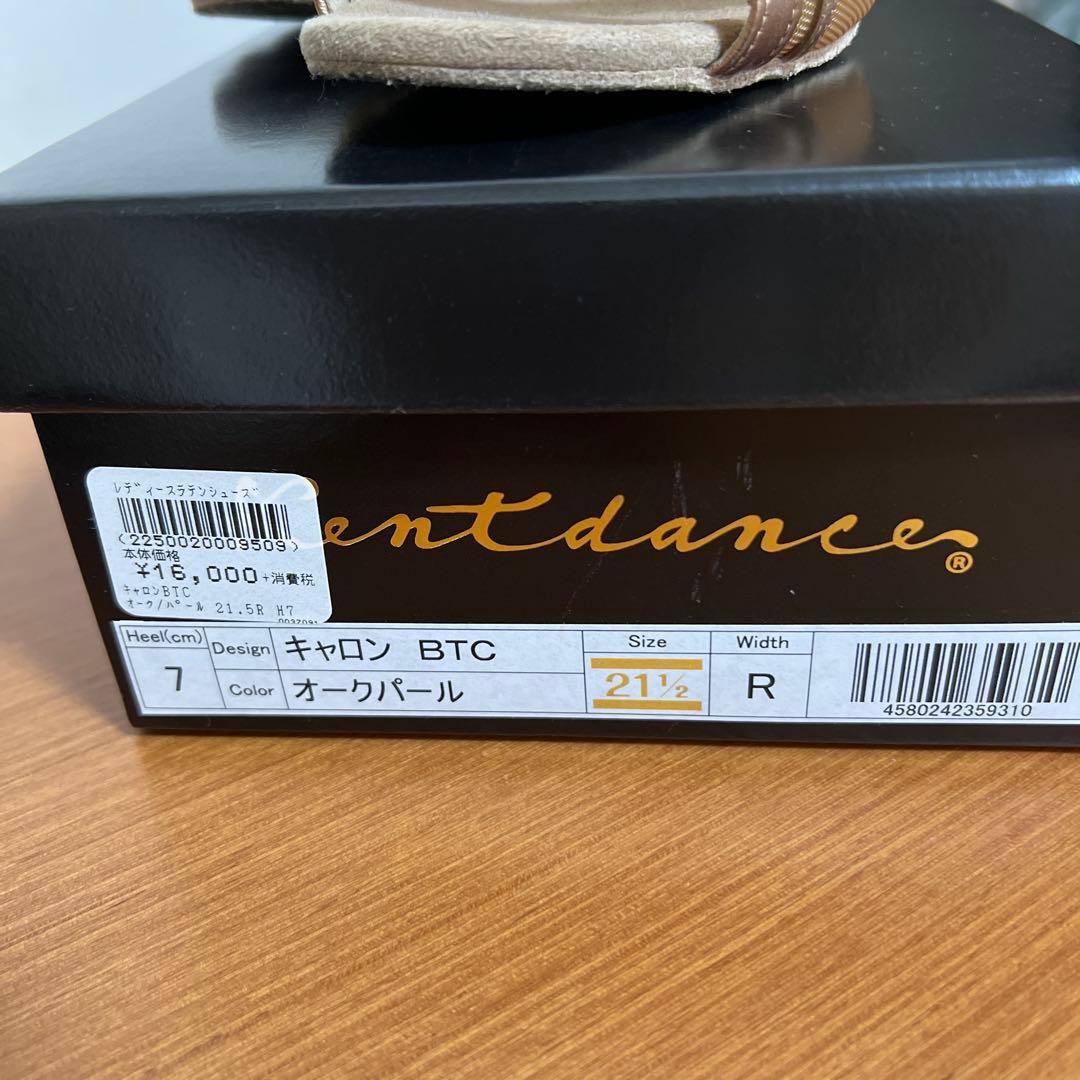 レディースラテンシューズ
(2250020009509)
本体価格
¥16,000+消費税
キャロンBTC
オーク/パール 21.5R H7
entdance®
Heel(cm) 7
Design キャロン BTC
Color オークパール
Size 21½
Width R
4580242359310